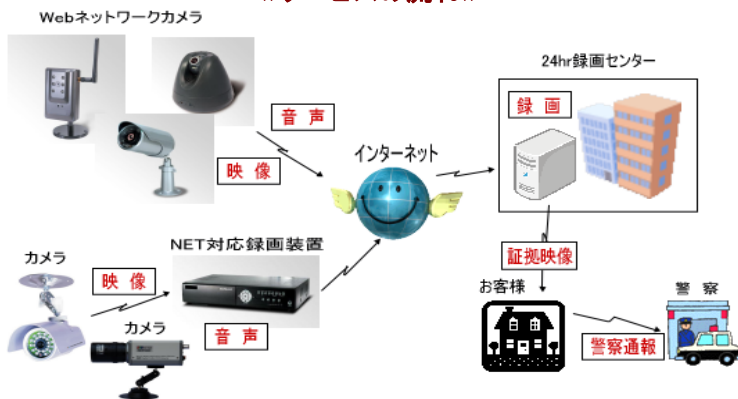 Webネットワークカメラ
24hr録画センター
録 画
音 声
インターネット
映 像
NET対応録画装置
カメラ
映 像
証拠映像
お客様
警 察
カメラ
音 声
警察通報